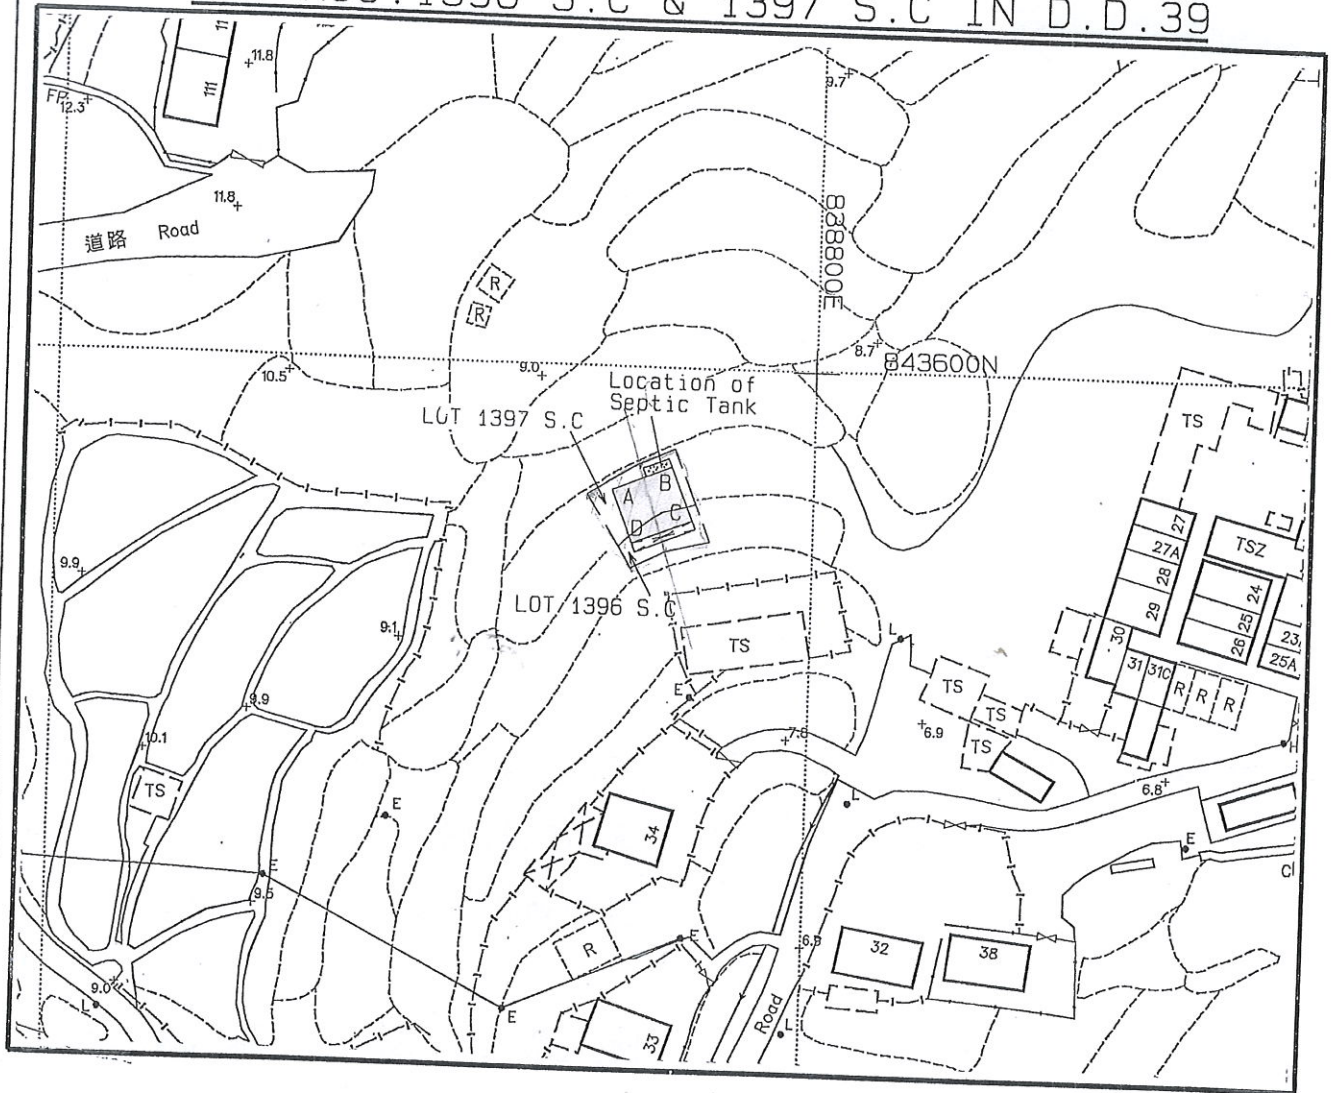 1396 S.C & 1397 S.C IN D.D.39
11.8
111
FP
12.3
9.7
11.8
道路 Road
838800E
R
R
8.7
843600N
10.5
9.0
Location of
Septic Tank
LOT 1397 S.C
TS
A
B
D
C
27
27A
28
29
30
31
31C
TSZ
24
25
26
23
25A
R
R
R
9.9
LOT 1396 S.C
9.1
TS
L
E
TS
TS
TS
9.9
7.8
6.9
10.1
H
TS
E
L
6.8
34
E
E
9.5
R
E
6.9
32
38
9.0
L
E
33
Road
L